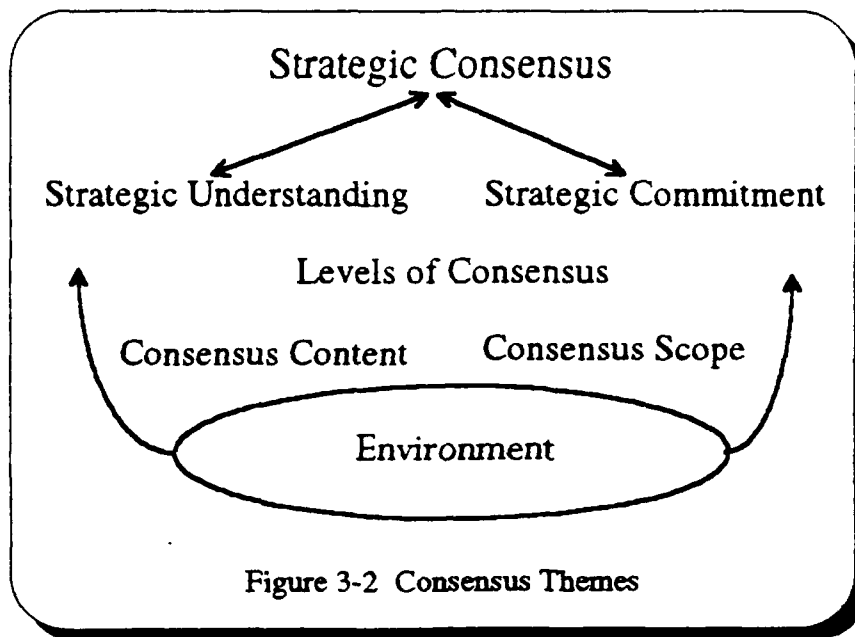 Strategic Consensus
Strategic Understanding
Strategic Commitment
Levels of Consensus
Consensus Content
Consensus Scope
Environment
Figure 3-2 Consensus Themes